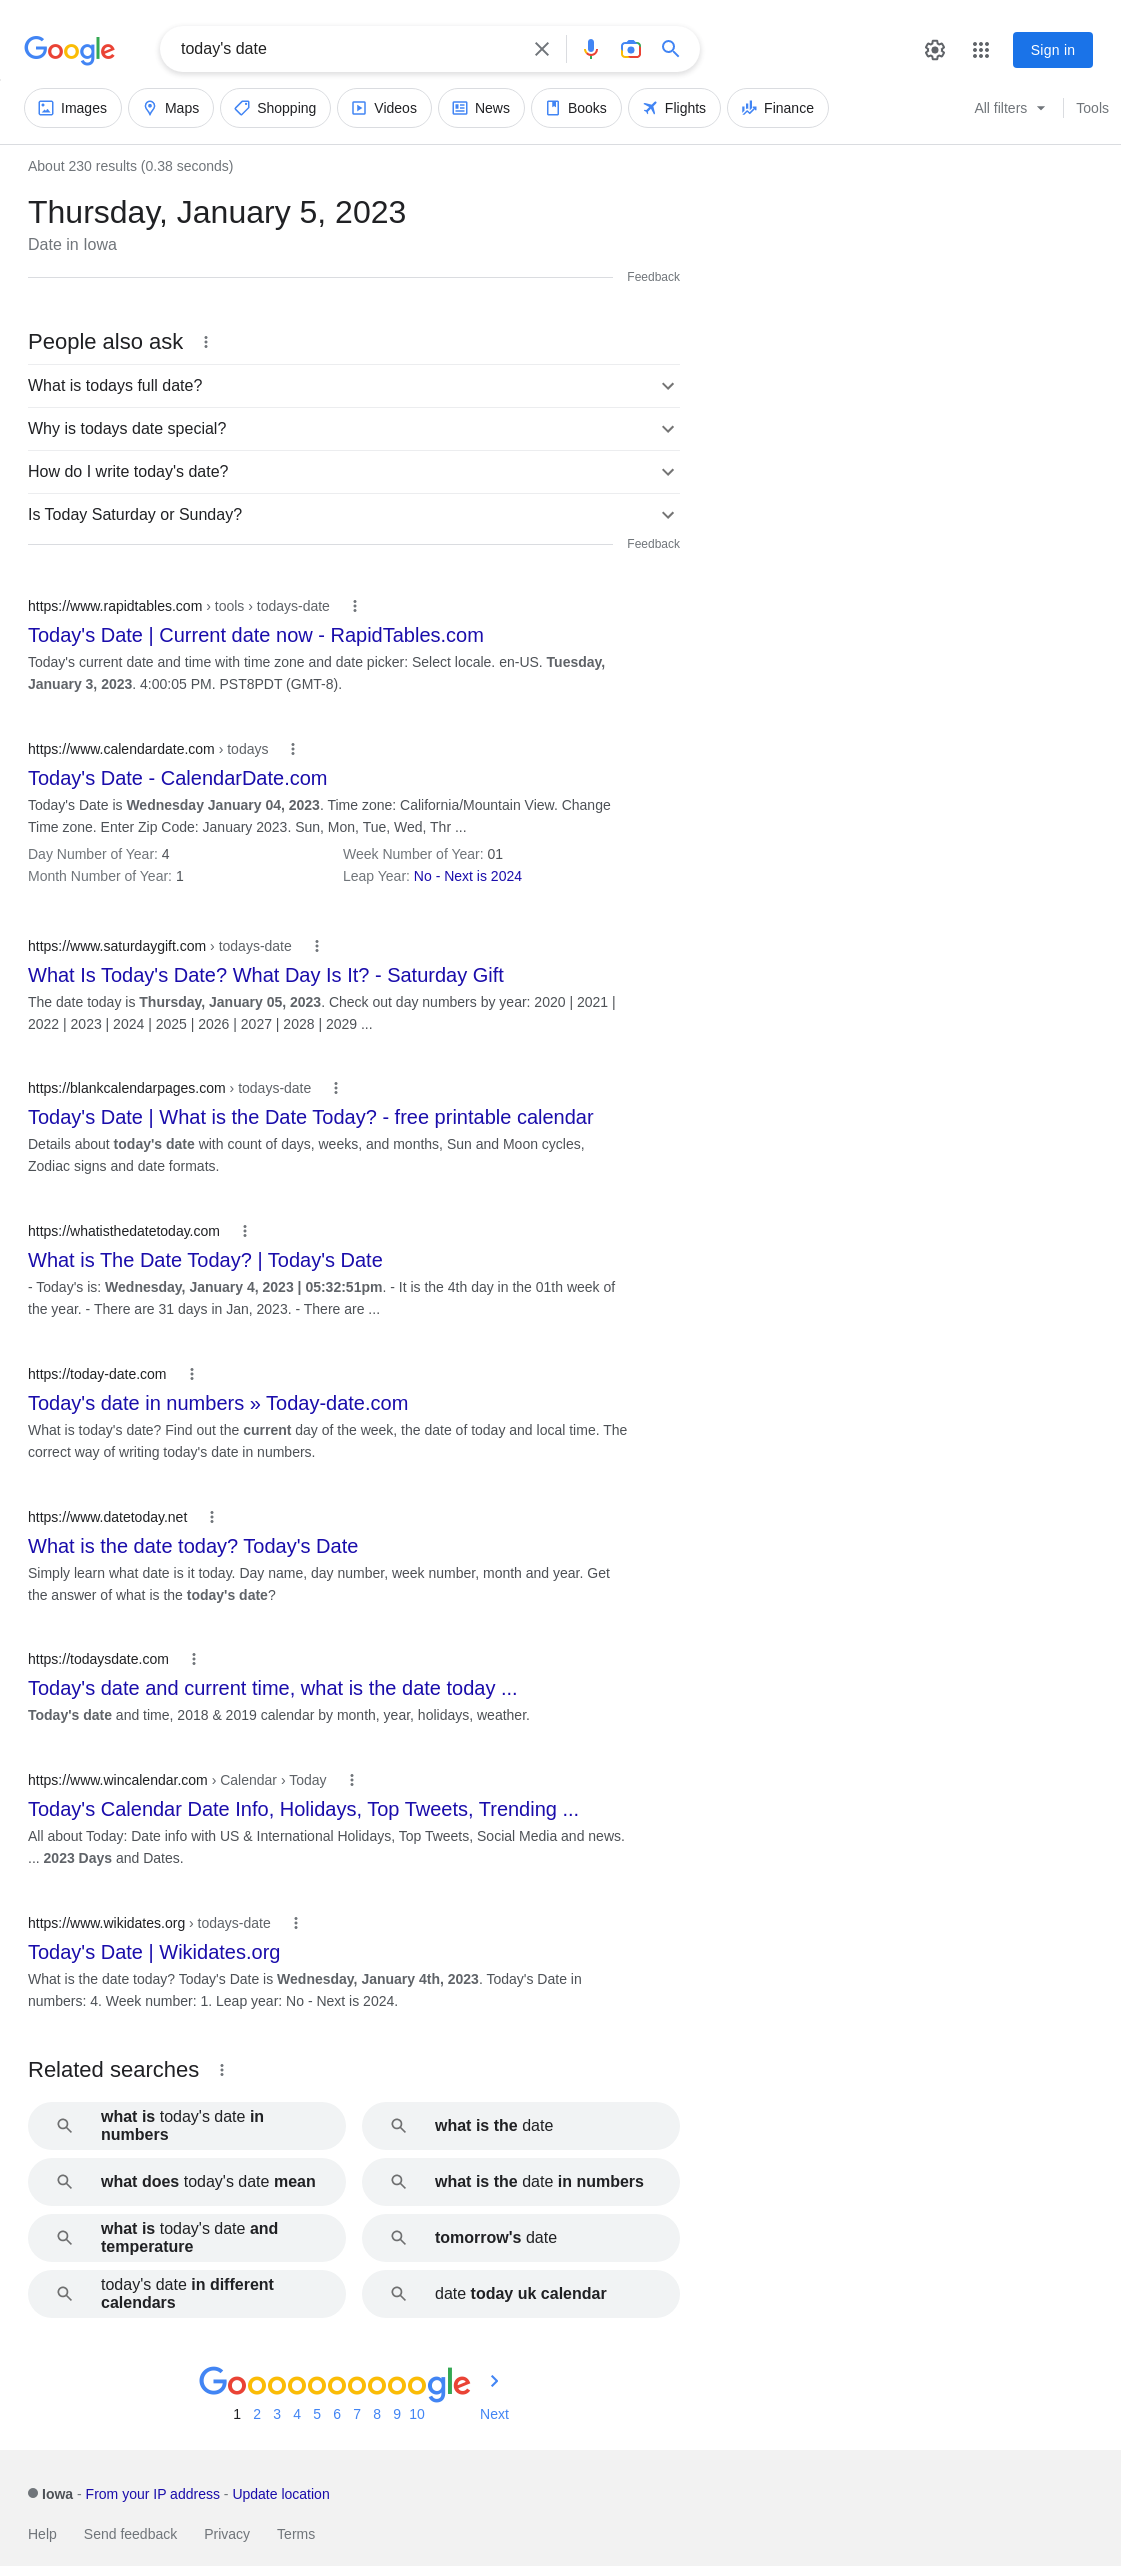 Google
today's date
Sign in
Images
Maps
Shopping
Videos
News
Books
Flights
Finance
All filters
Tools
About 230 results (0.38 seconds)
Thursday, January 5, 2023
Date in Iowa
Feedback
People also ask
What is todays full date?
Why is todays date special?
How do I write today's date?
Is Today Saturday or Sunday?
Feedback
https://www.rapidtables.com › tools › todays-date
Today's Date | Current date now - RapidTables.com
Today's current date and time with time zone and date picker: Select locale. en-US. Tuesday,
January 3, 2023. 4:00:05 PM. PST8PDT (GMT-8).
https://www.calendardate.com › todays
Today's Date - CalendarDate.com
Today's Date is Wednesday January 04, 2023. Time zone: California/Mountain View. Change
Time zone. Enter Zip Code: January 2023. Sun, Mon, Tue, Wed, Thr ...
Day Number of Year: 4
Week Number of Year: 01
Month Number of Year: 1
Leap Year: No - Next is 2024
https://www.saturdaygift.com › todays-date
What Is Today's Date? What Day Is It? - Saturday Gift
The date today is Thursday, January 05, 2023. Check out day numbers by year: 2020 | 2021 |
2022 | 2023 | 2024 | 2025 | 2026 | 2027 | 2028 | 2029 ...
https://blankcalendarpages.com › todays-date
Today's Date | What is the Date Today? - free printable calendar
Details about today's date with count of days, weeks, and months, Sun and Moon cycles,
Zodiac signs and date formats.
https://whatisthedatetoday.com
What is The Date Today? | Today's Date
- Today's is: Wednesday, January 4, 2023 | 05:32:51pm. - It is the 4th day in the 01th week of
the year. - There are 31 days in Jan, 2023. - There are ...
https://today-date.com
Today's date in numbers » Today-date.com
What is today's date? Find out the current day of the week, the date of today and local time. The
correct way of writing today's date in numbers.
https://www.datetoday.net
What is the date today? Today's Date
Simply learn what date is it today. Day name, day number, week number, month and year. Get
the answer of what is the today's date?
https://todaysdate.com
Today's date and current time, what is the date today ...
Today's date and time, 2018 & 2019 calendar by month, year, holidays, weather.
https://www.wincalendar.com › Calendar › Today
Today's Calendar Date Info, Holidays, Top Tweets, Trending ...
All about Today: Date info with US & International Holidays, Top Tweets, Social Media and news.
... 2023 Days and Dates.
https://www.wikidates.org › todays-date
Today's Date | Wikidates.org
What is the date today? Today's Date is Wednesday, January 4th, 2023. Today's Date in
numbers: 4. Week number: 1. Leap year: No - Next is 2024.
Related searches
what is today's date in
numbers
what is the date
what does today's date mean
what is the date in numbers
what is today's date and
temperature
tomorrow's date
today's date in different
calendars
date today uk calendar
Goooooooooogle
1 2 3 4 5 6 7 8 9 10 Next
Iowa - From your IP address - Update location
Help Send feedback Privacy Terms